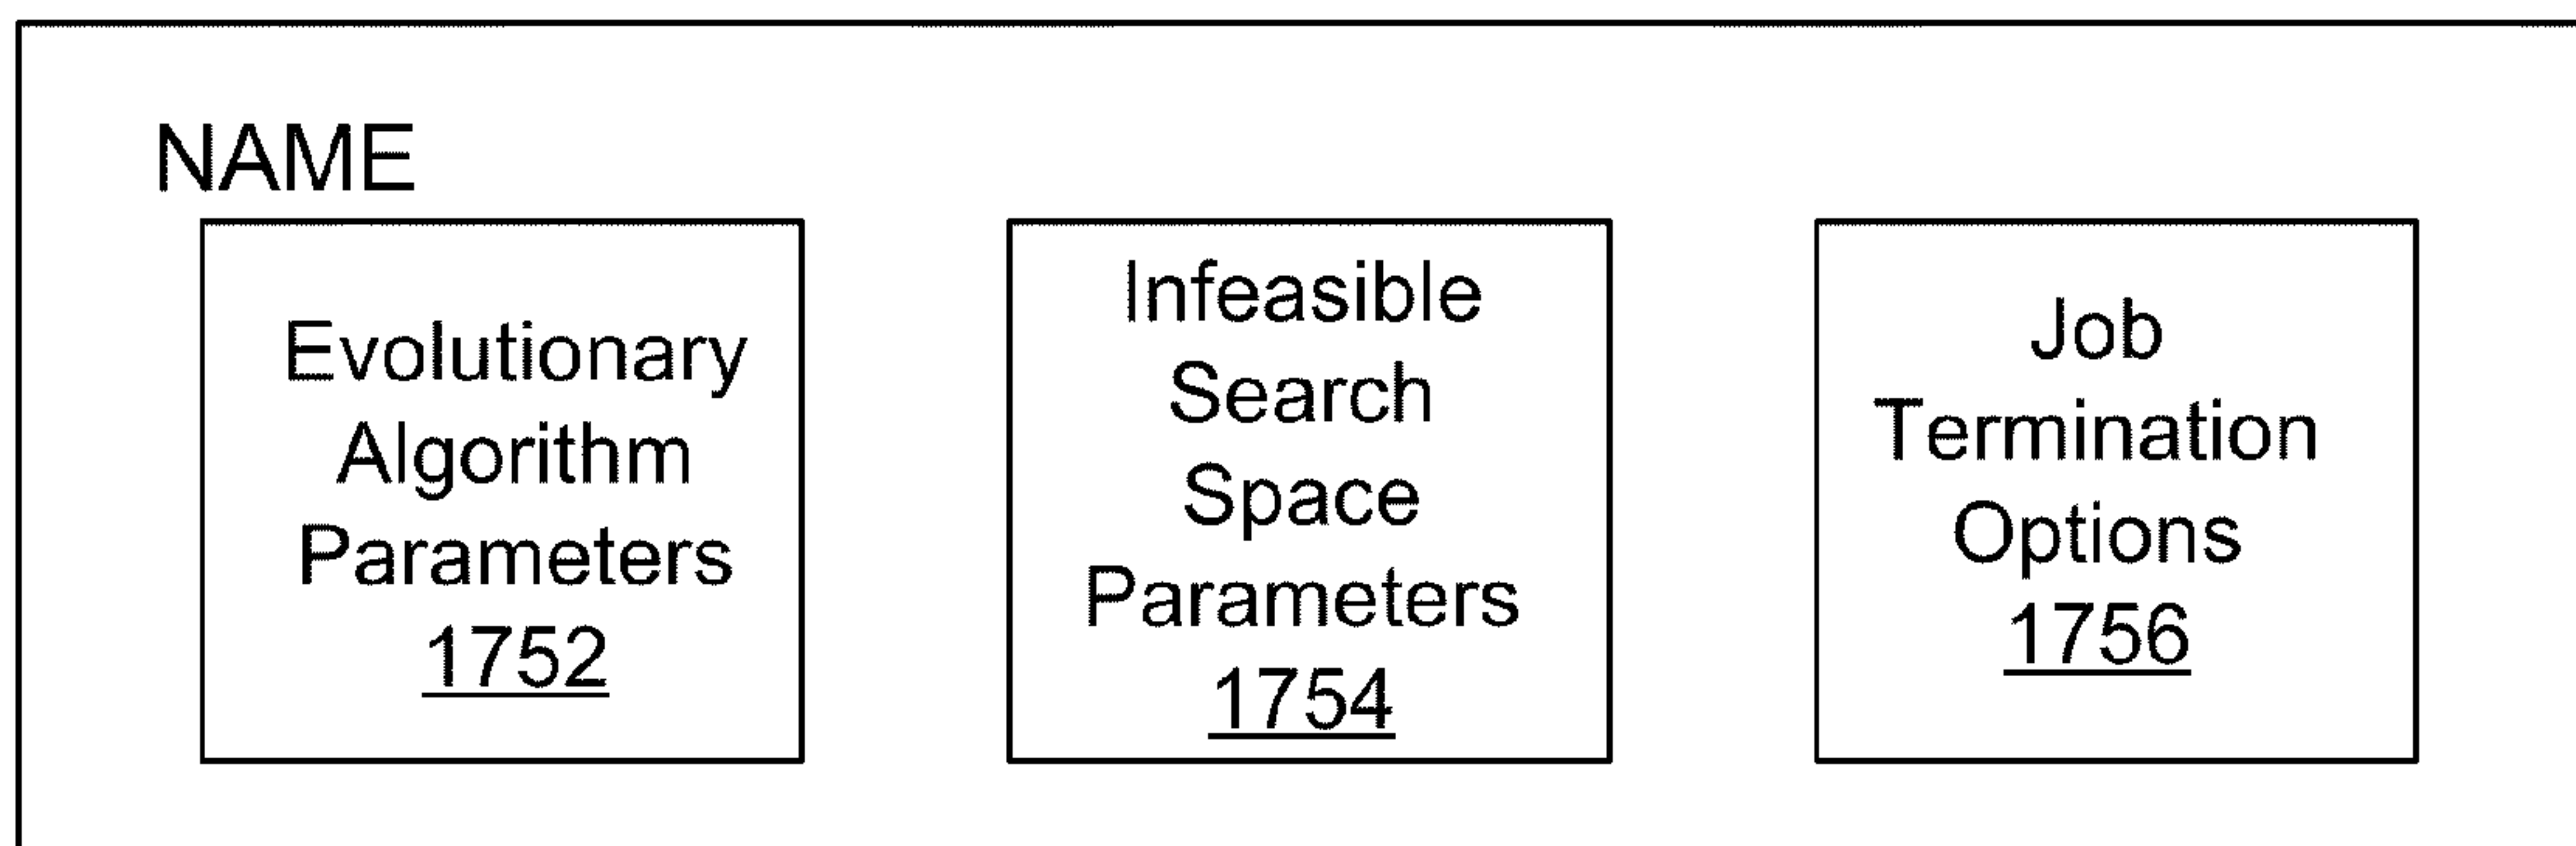 NAME
Evolutionary
Algorithm
Parameters
1752
Infeasible
Search
Space
Parameters
1754
Job
Termination
Options
1756